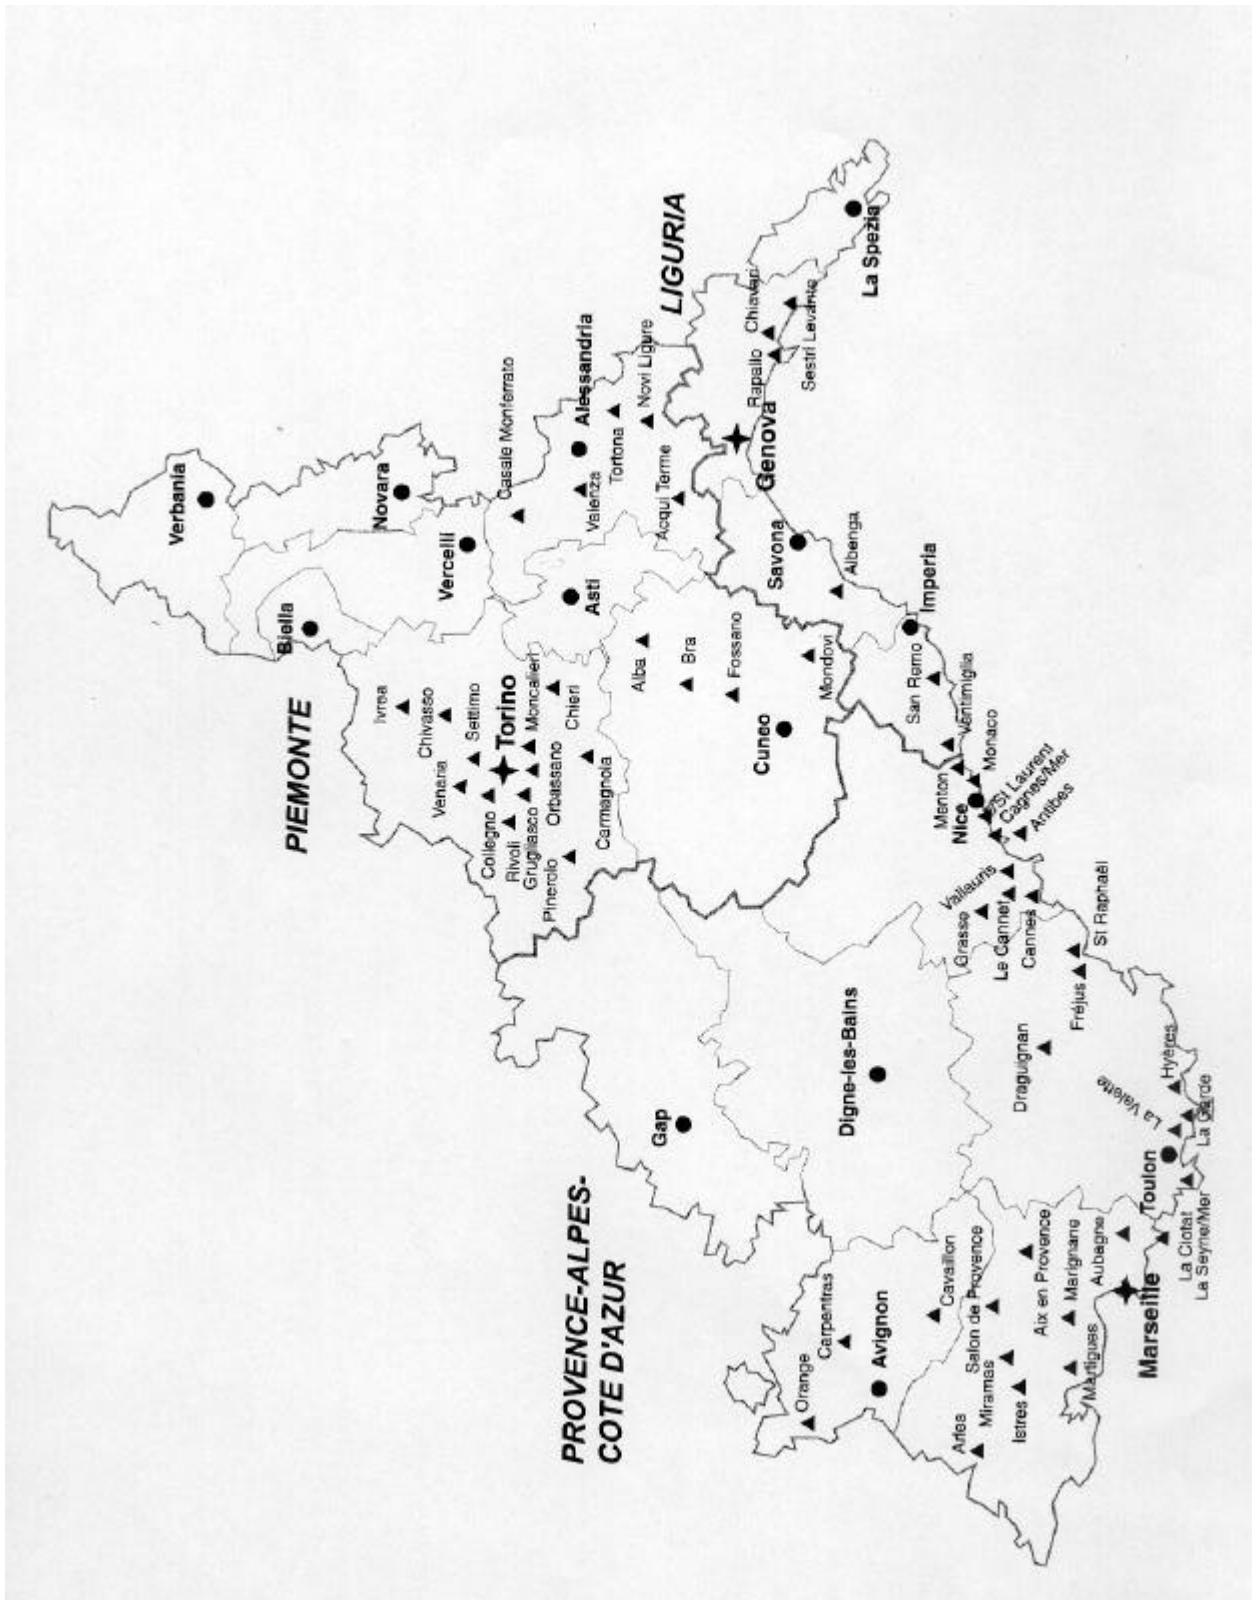 PIEMONTE
LIGURIA
PROVENCE-ALPES-
COTE D'AZUR
Verbania
Novara
Biella
Vercelli
Casale Monferrato
Alessandria
Valenza
Tortona
Novi Ligure
Acqui Terme
Asti
Ivrea
Chivasso
Settimo
Venaria
Torino
Moncalieri
Chieri
Collegno
Rivoli
Grugliasco
Orbassano
Pinerolo
Carmagnola
Alba
Bra
Fossano
Mondovi
Cuneo
La Spezia
Chiavari
Sestri Levante
Rapallo
Genova
Savona
Albenga
Imperia
San Remo
Ventimiglia
Menton
Monaco
Nice
St Laurent
Cagnes/Mer
Antibes
Vallauris
Grasse
Le Cannet
Cannes
St Raphaël
Fréjus
Draguignan
Digne-les-Bains
Gap
Hyères
La Valette
La Garde
Toulon
La Seyne/Mer
La Ciotat
Aubagne
Marseille
Marignane
Aix en Provence
Martigues
Salon de Provence
Cavaillon
Carpentras
Avignon
Orange
Miramas
Istres
Arles